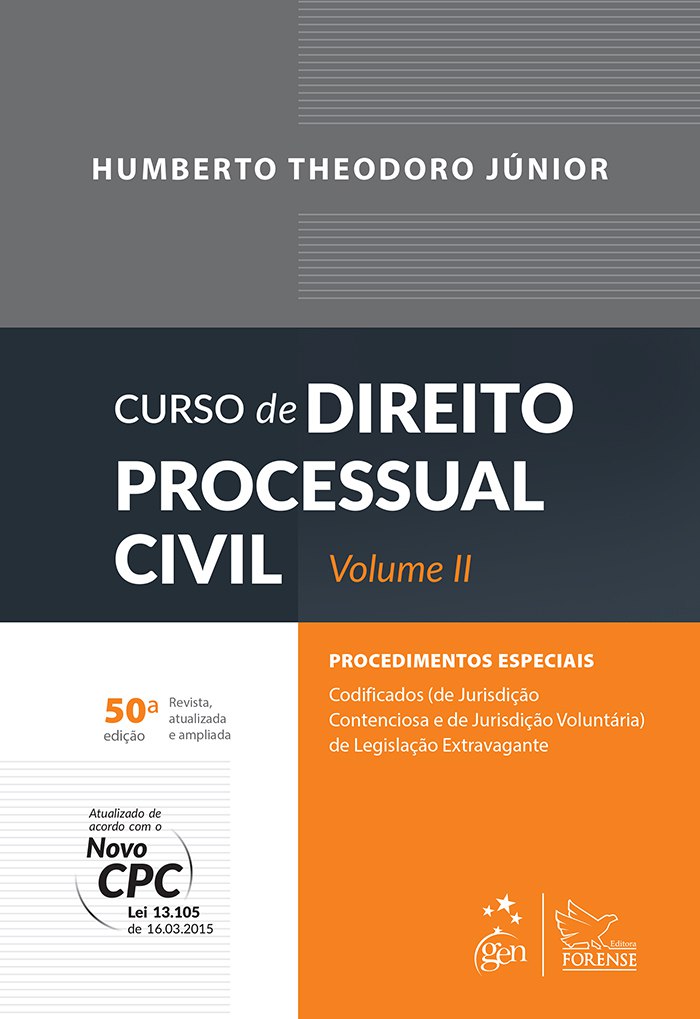 HUMBERTO THEODORO JÚNIOR
CURSO de DIREITO
PROCESSUAL
CIVIL Volume II
PROCEDIMENTOS ESPECIAIS
Codificados (de Jurisdição
Contenciosa e de Jurisdição Voluntária)
de Legislação Extravagante
50ª
edição
Revista,
atualizada
e ampliada
Atualizado de
acordo com o
Novo
CPC
Lei 13.105
de 16.03.2015
gen
Editora
FORENSE